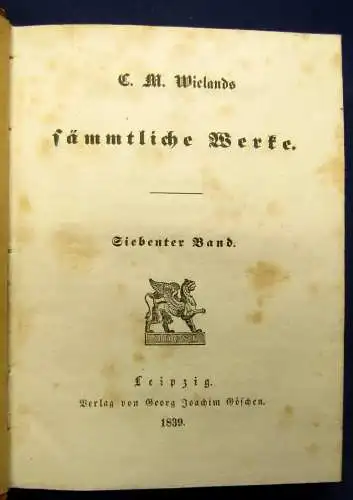 C. M. Wielands
sämmtliche Werke.
Siebenter Band.
Leipzig.
Verlag von Georg Joachim Göschen.
1839.